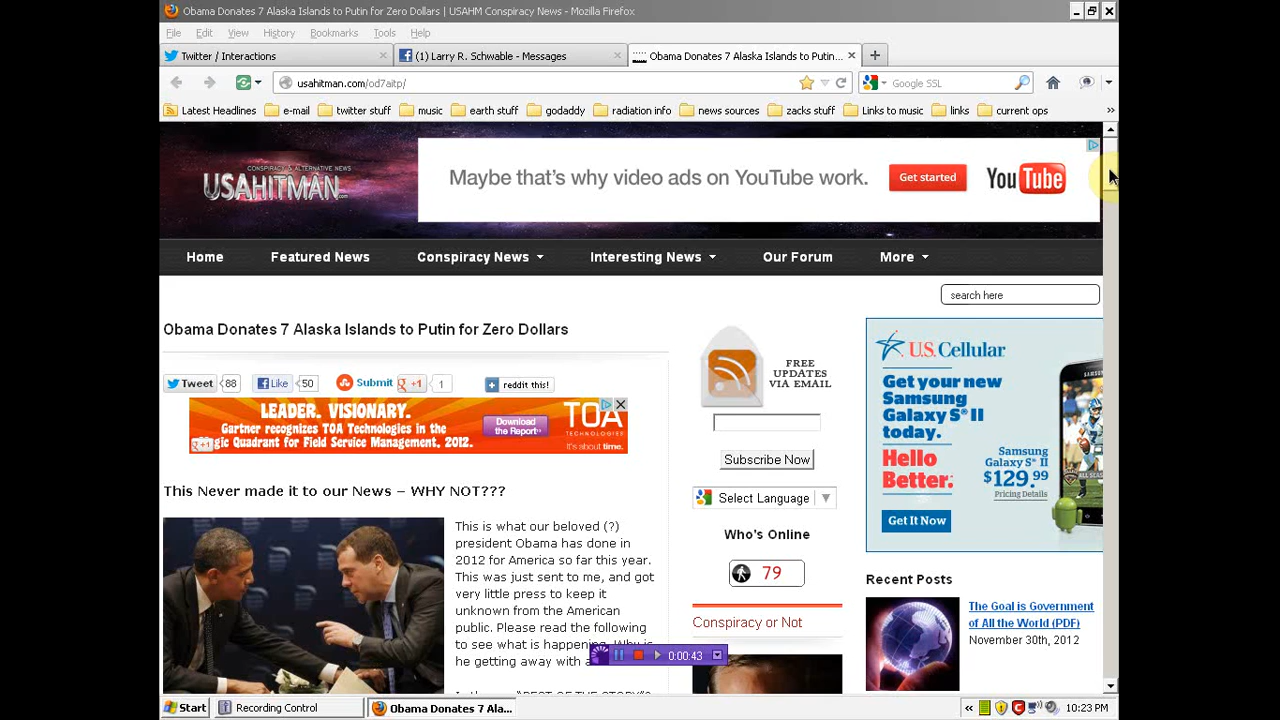 Obama Donates 7 Alaska Islands to Putin for Zero Dollars | USAHM Conspiracy News - Mozilla Firefox
File Edit View History Bookmarks Tools Help
Twitter / Interactions
(1) Larry R. Schwable - Messages
Obama Donates 7 Alaska Islands to Putin...
usahitman.com/od7aitp/
Google SSL
Latest Headlines e-mail twitter stuff music earth stuff godaddy radiation info news sources zacks stuff Links to music links current ops
CONSPIRACY & ALTERNATIVE NEWS
USAHITMAN.com
Maybe that's why video ads on YouTube work.
Get started
YouTube
Home Featured News Conspiracy News Interesting News Our Forum More
search here
Obama Donates 7 Alaska Islands to Putin for Zero Dollars
Tweet 88 Like 50 Submit +1 1 reddit this!
LEADER. VISIONARY.
Gartner recognizes TOA Technologies in the
Magic Quadrant for Field Service Management, 2012.
+1
Download
the Report
TOA
TECHNOLOGIES
It's about time.
This Never made it to our News – WHY NOT???
This is what our beloved (?)
president Obama has done in
2012 for America so far this year.
This was just sent to me, and got
very little press to keep it
unknown from the American
public. Please read the following
to see what is happening. Why is
he getting away with
FREE
UPDATES
VIA EMAIL
Subscribe Now
Select Language
Who's Online
79
Conspiracy or Not
U.S. Cellular
Get your new
Samsung
Galaxy S® II
today.
Hello
Better.
Samsung
Galaxy S® II
$129.99
Pricing Details
Get It Now
SAMSUNG
Recent Posts
The Goal is Government
of All the World (PDF)
November 30th, 2012
0:00:43
Start
Recording Control
Obama Donates 7 Ala...
10:23 PM